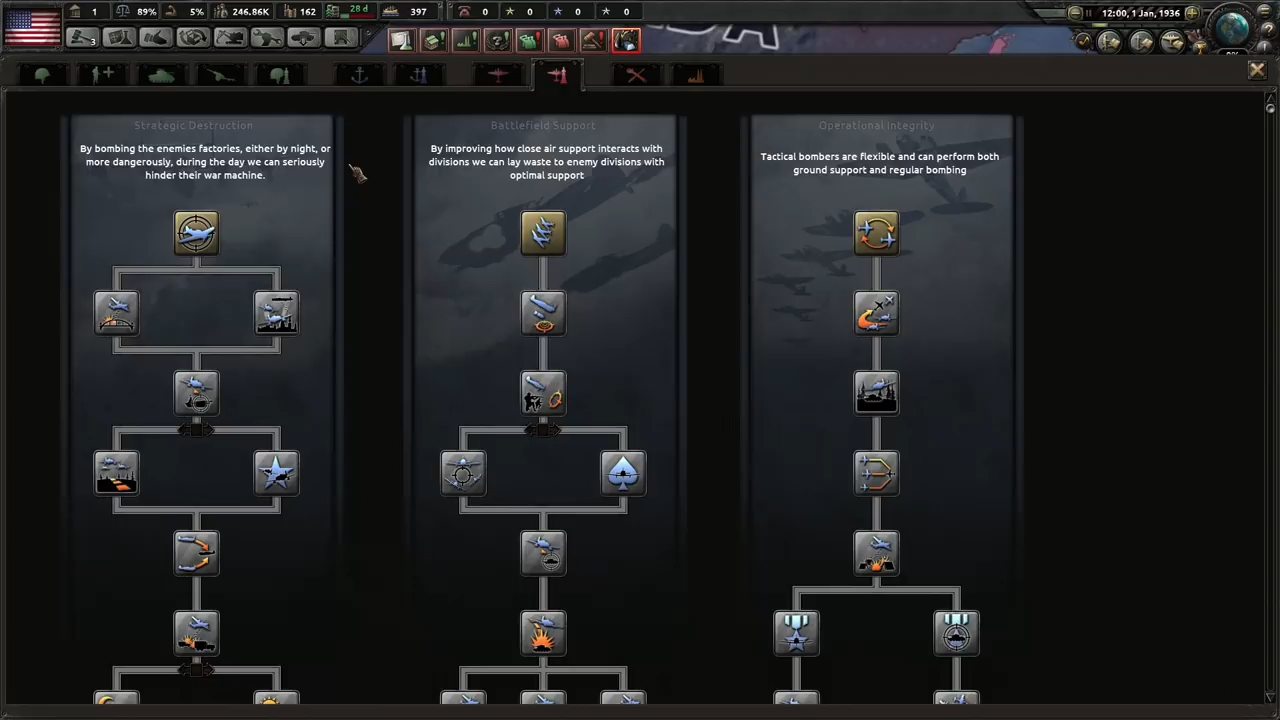 1 89% 5% 246.86K 162 28 d 397 0 0 0 0 12:00, 1 Jan, 1936
3
Strategic Destruction
By bombing the enemies factories, either by night, or
more dangerously, during the day we can seriously
hinder their war machine.
Battlefield Support
By improving how close air support interacts with
divisions we can lay waste to enemy divisions with
optimal support
Operational Integrity
Tactical bombers are flexible and can perform both
ground support and regular bombing